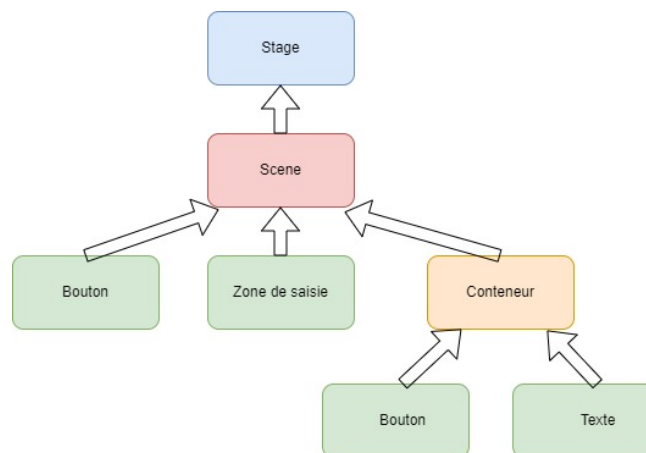 Stage
Scene
Bouton
Zone de saisie
Conteneur
Bouton
Texte